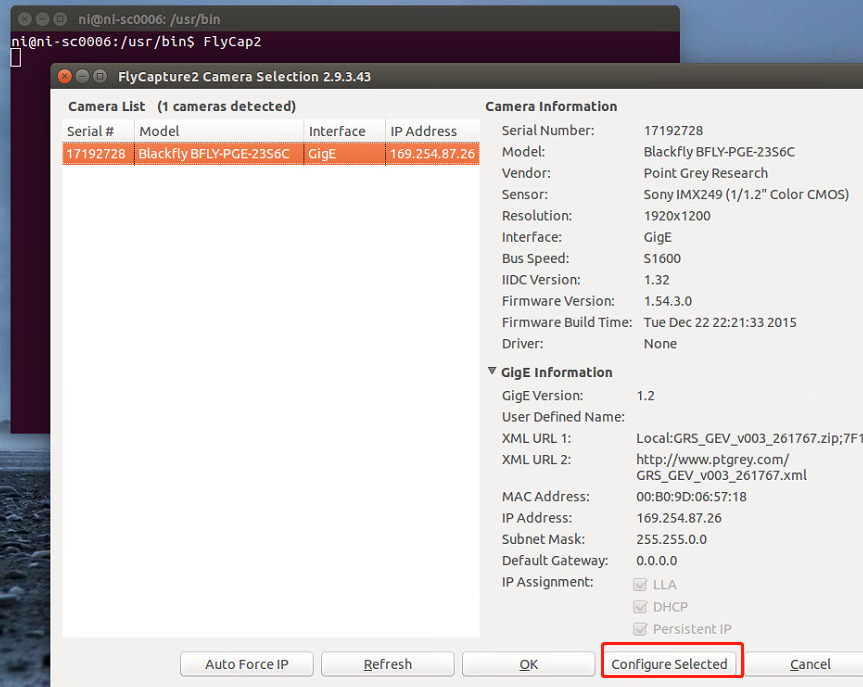 ni@ni-sc0006: /usr/bin
ni@ni-sc0006:/usr/bin$ FlyCap2
FlyCapture2 Camera Selection 2.9.3.43
Camera List (1 cameras detected)
Serial # Model Interface IP Address
17192728 Blackfly BFLY-PGE-23S6C GigE 169.254.87.26
Camera Information
Serial Number: 17192728
Model: Blackfly BFLY-PGE-23S6C
Vendor: Point Grey Research
Sensor: Sony IMX249 (1/1.2" Color CMOS)
Resolution: 1920x1200
Interface: GigE
Bus Speed: S1600
IIDC Version: 1.32
Firmware Version: 1.54.3.0
Firmware Build Time: Tue Dec 22 22:21:33 2015
Driver: None
GigE Information
GigE Version: 1.2
User Defined Name:
XML URL 1: Local:GRS_GEV_v003_261767.zip;7F1
XML URL 2: http://www.ptgrey.com/
GRS_GEV_v003_261767.xml
MAC Address: 00:B0:9D:06:57:18
IP Address: 169.254.87.26
Subnet Mask: 255.255.0.0
Default Gateway: 0.0.0.0
IP Assignment: LLA
DHCP
Persistent IP
Auto Force IP Refresh OK Configure Selected Cancel